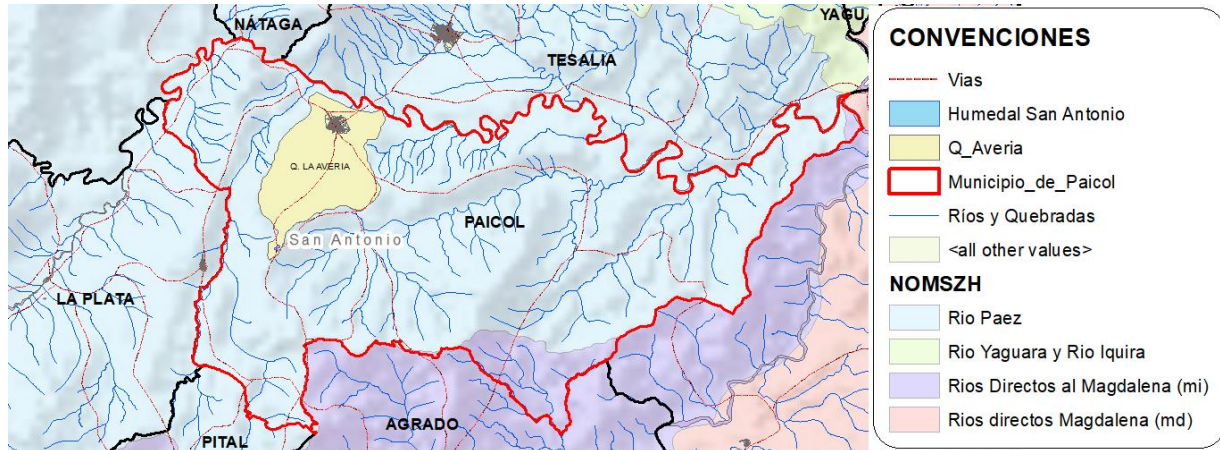 NÁTAGA
YAGU
TESALIA
Q. LA AVERIA
PAICOL
San Antonio
LA PLATA
AGRADO
PITAL
CONVENCIONES
Vias
Humedal San Antonio
Q_Averia
Municipio_de_Paicol
Ríos y Quebradas
<all other values>
NOMSZH
Rio Paez
Rio Yaguara y Rio Iquira
Rios Directos al Magdalena (mi)
Rios directos Magdalena (md)